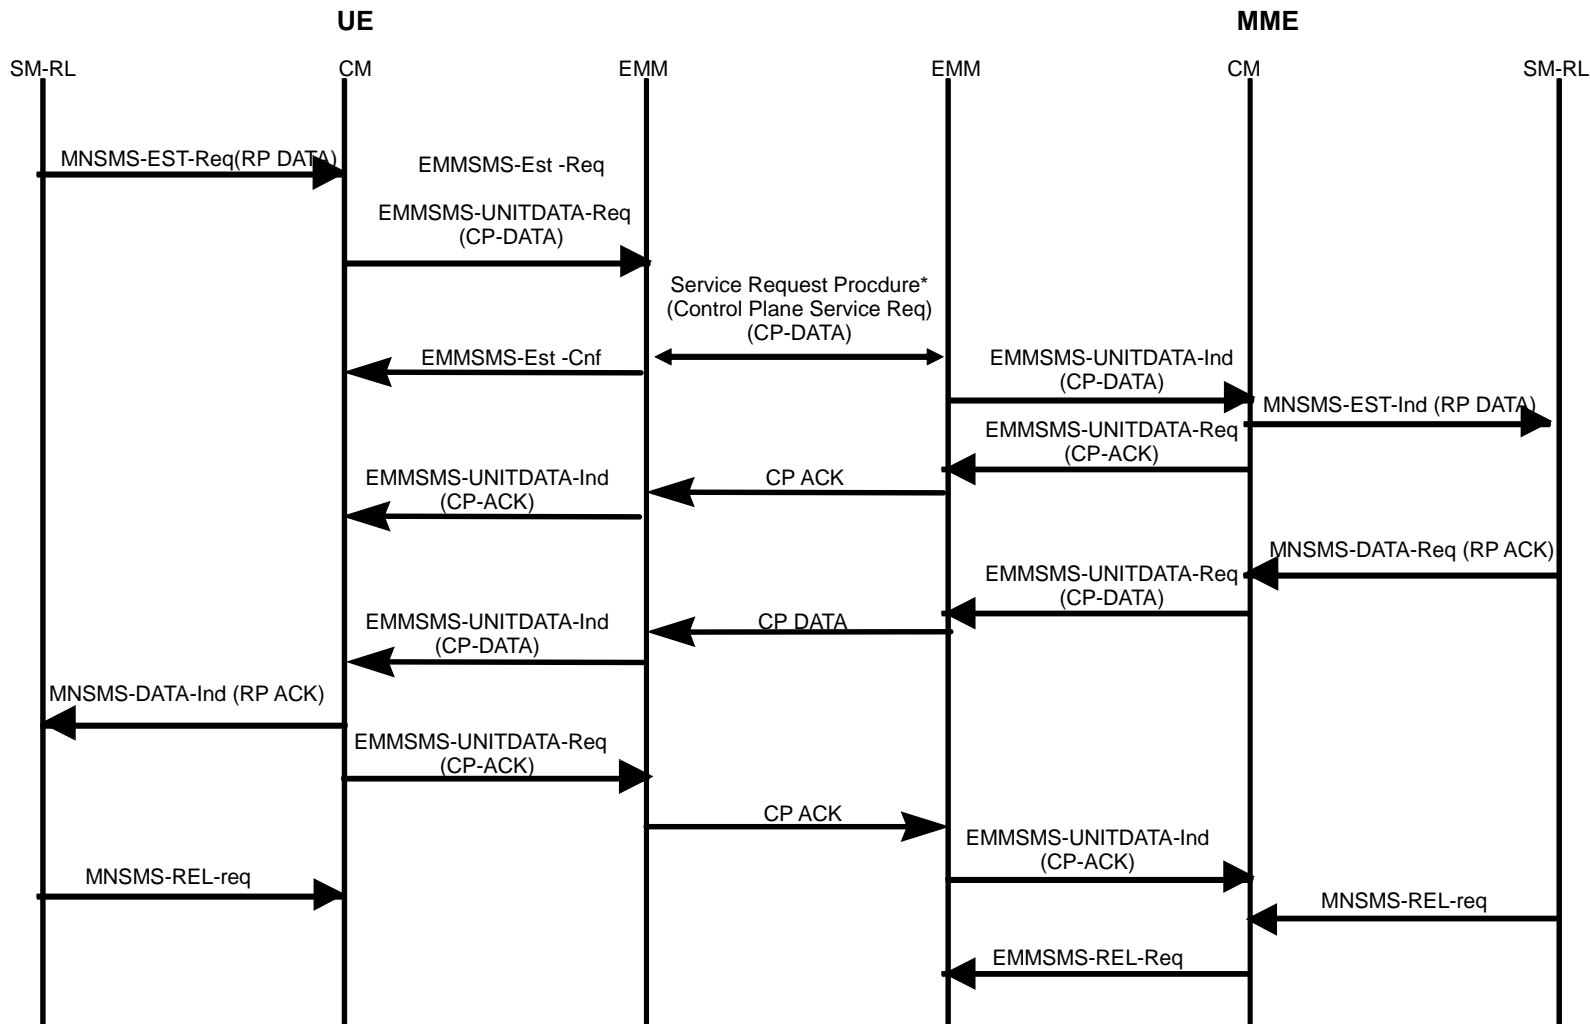 UE
MME
SM-RL
CM
EMM
EMM
CM
SM-RL
MNSMS-EST-Req(RP DATA)
EMMSMS-Est -Req
EMMSMS-UNITDATA-Req
(CP-DATA)
Service Request Procdure*
(Control Plane Service Req)
(CP-DATA)
EMMSMS-Est -Cnf
EMMSMS-UNITDATA-Ind
(CP-DATA)
MNSMS-EST-Ind (RP DATA)
EMMSMS-UNITDATA-Req
(CP-ACK)
CP ACK
EMMSMS-UNITDATA-Ind
(CP-ACK)
MNSMS-DATA-Req (RP ACK)
EMMSMS-UNITDATA-Req
(CP-DATA)
CP DATA
EMMSMS-UNITDATA-Ind
(CP-DATA)
MNSMS-DATA-Ind (RP ACK)
EMMSMS-UNITDATA-Req
(CP-ACK)
CP ACK
EMMSMS-UNITDATA-Ind
(CP-ACK)
MNSMS-REL-req
MNSMS-REL-req
EMMSMS-REL-Req